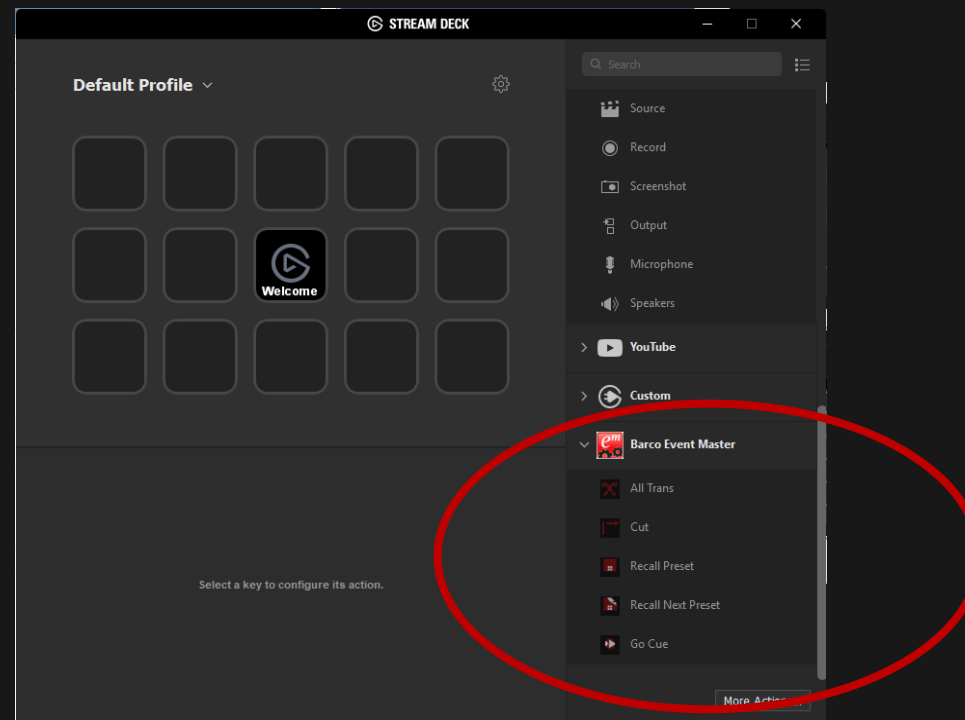 STREAM DECK
Default Profile
Search
Source
Record
Screenshot
Output
Welcome
Microphone
Speakers
YouTube
Custom
Barco Event Master
All Trans
Cut
Recall Preset
Select a key to configure its action.
Recall Next Preset
Go Cue
More